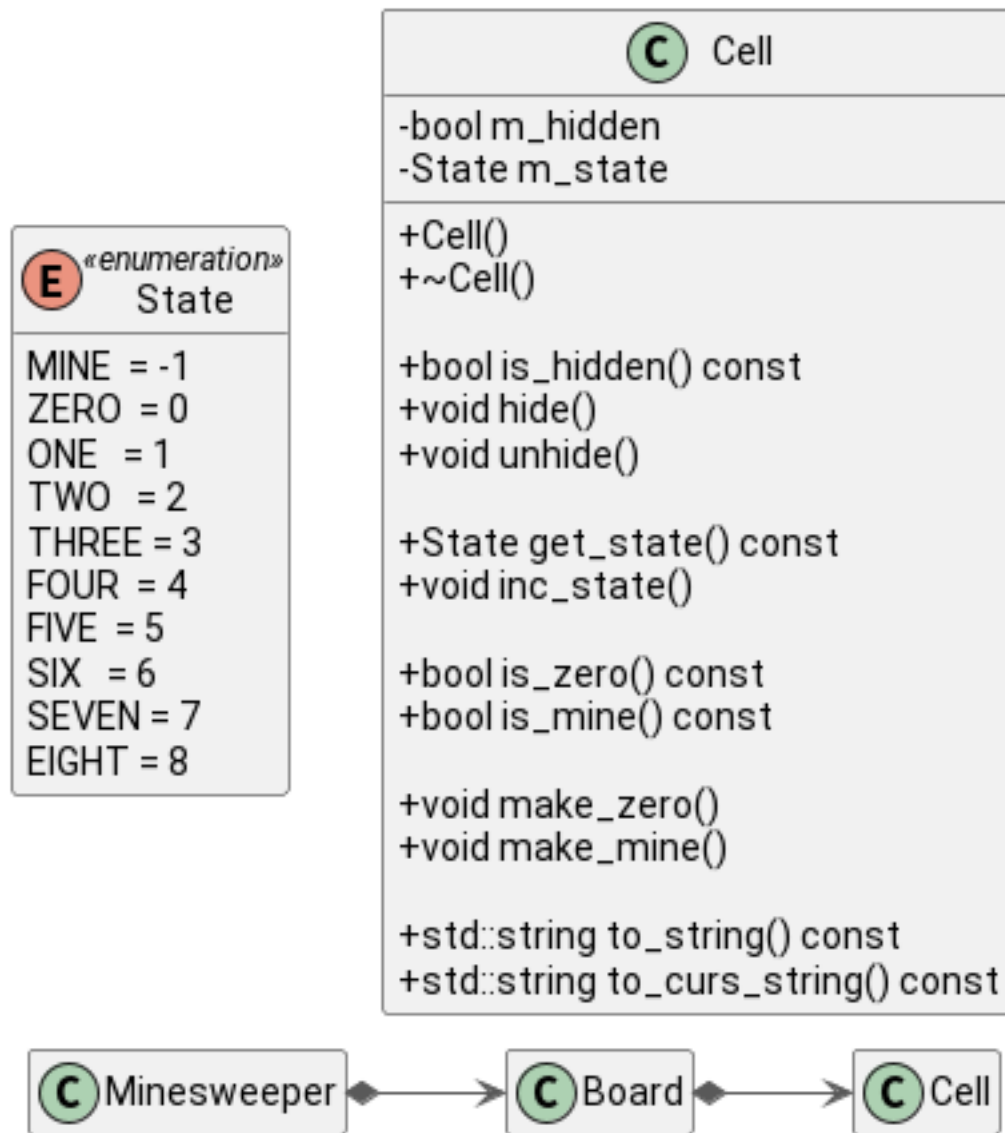 E «enumeration»
State
MINE = -1
ZERO = 0
ONE = 1
TWO = 2
THREE = 3
FOUR = 4
FIVE = 5
SIX = 6
SEVEN = 7
EIGHT = 8
C Cell
-bool m_hidden
-State m_state
+Cell()
+~Cell()
+bool is_hidden() const
+void hide()
+void unhide()
+State get_state() const
+void inc_state()
+bool is_zero() const
+bool is_mine() const
+void make_zero()
+void make_mine()
+std::string to_string() const
+std::string to_curs_string() const
C Minesweeper
C Board
C Cell